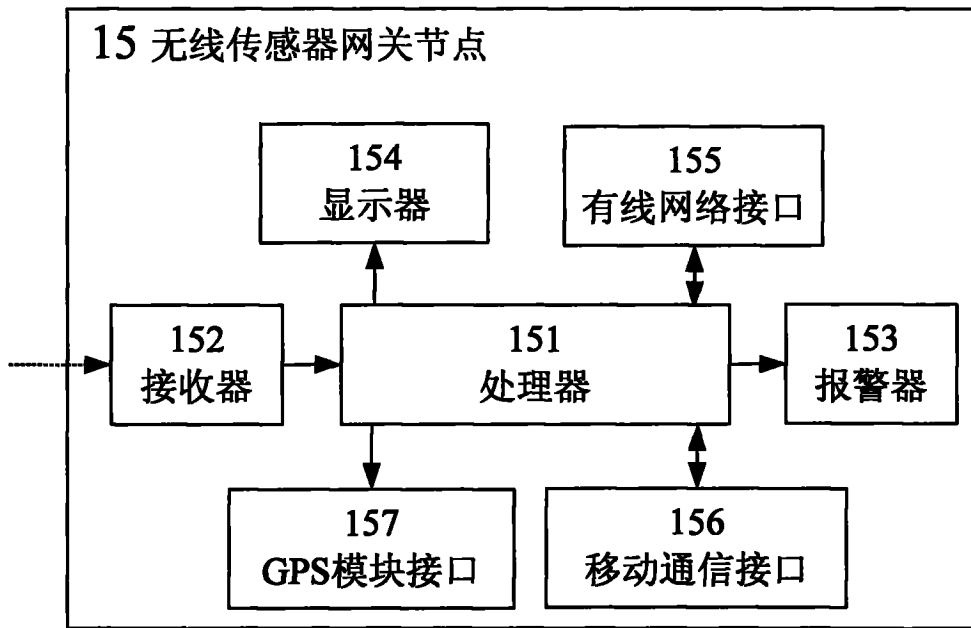 15 无线传感器网关节点
154
显示器
155
有线网络接口
152
接收器
151
处理器
153
报警器
157
GPS模块接口
156
移动通信接口